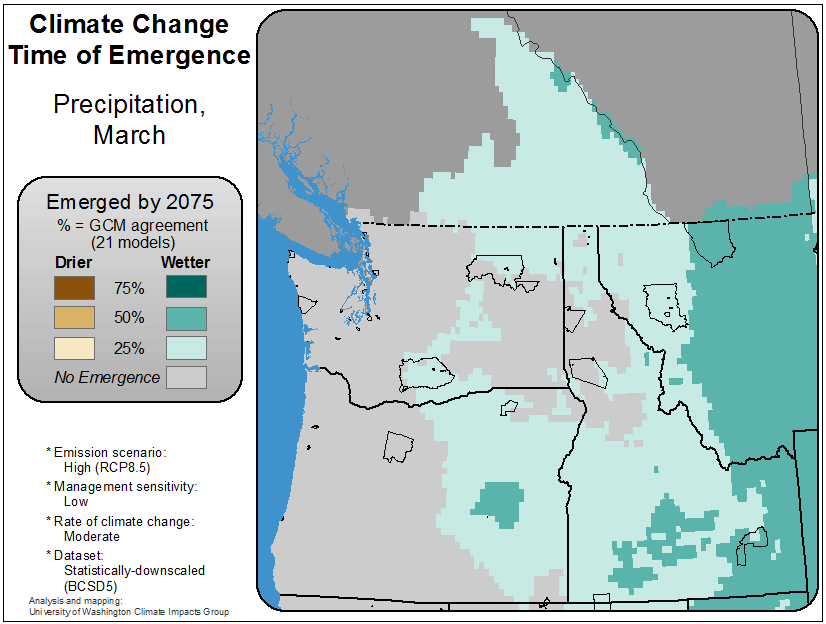 Climate Change
Time of Emergence
Precipitation,
March
Emerged by 2075
% = GCM agreement
(21 models)
Drier Wetter
75%
50%
25%
No Emergence
* Emission scenario:
High (RCP8.5)
* Management sensitivity:
Low
* Rate of climate change:
Moderate
* Dataset:
Statistically-downscaled
(BCSD5)
Analysis and mapping:
University of Washington Climate Impacts Group